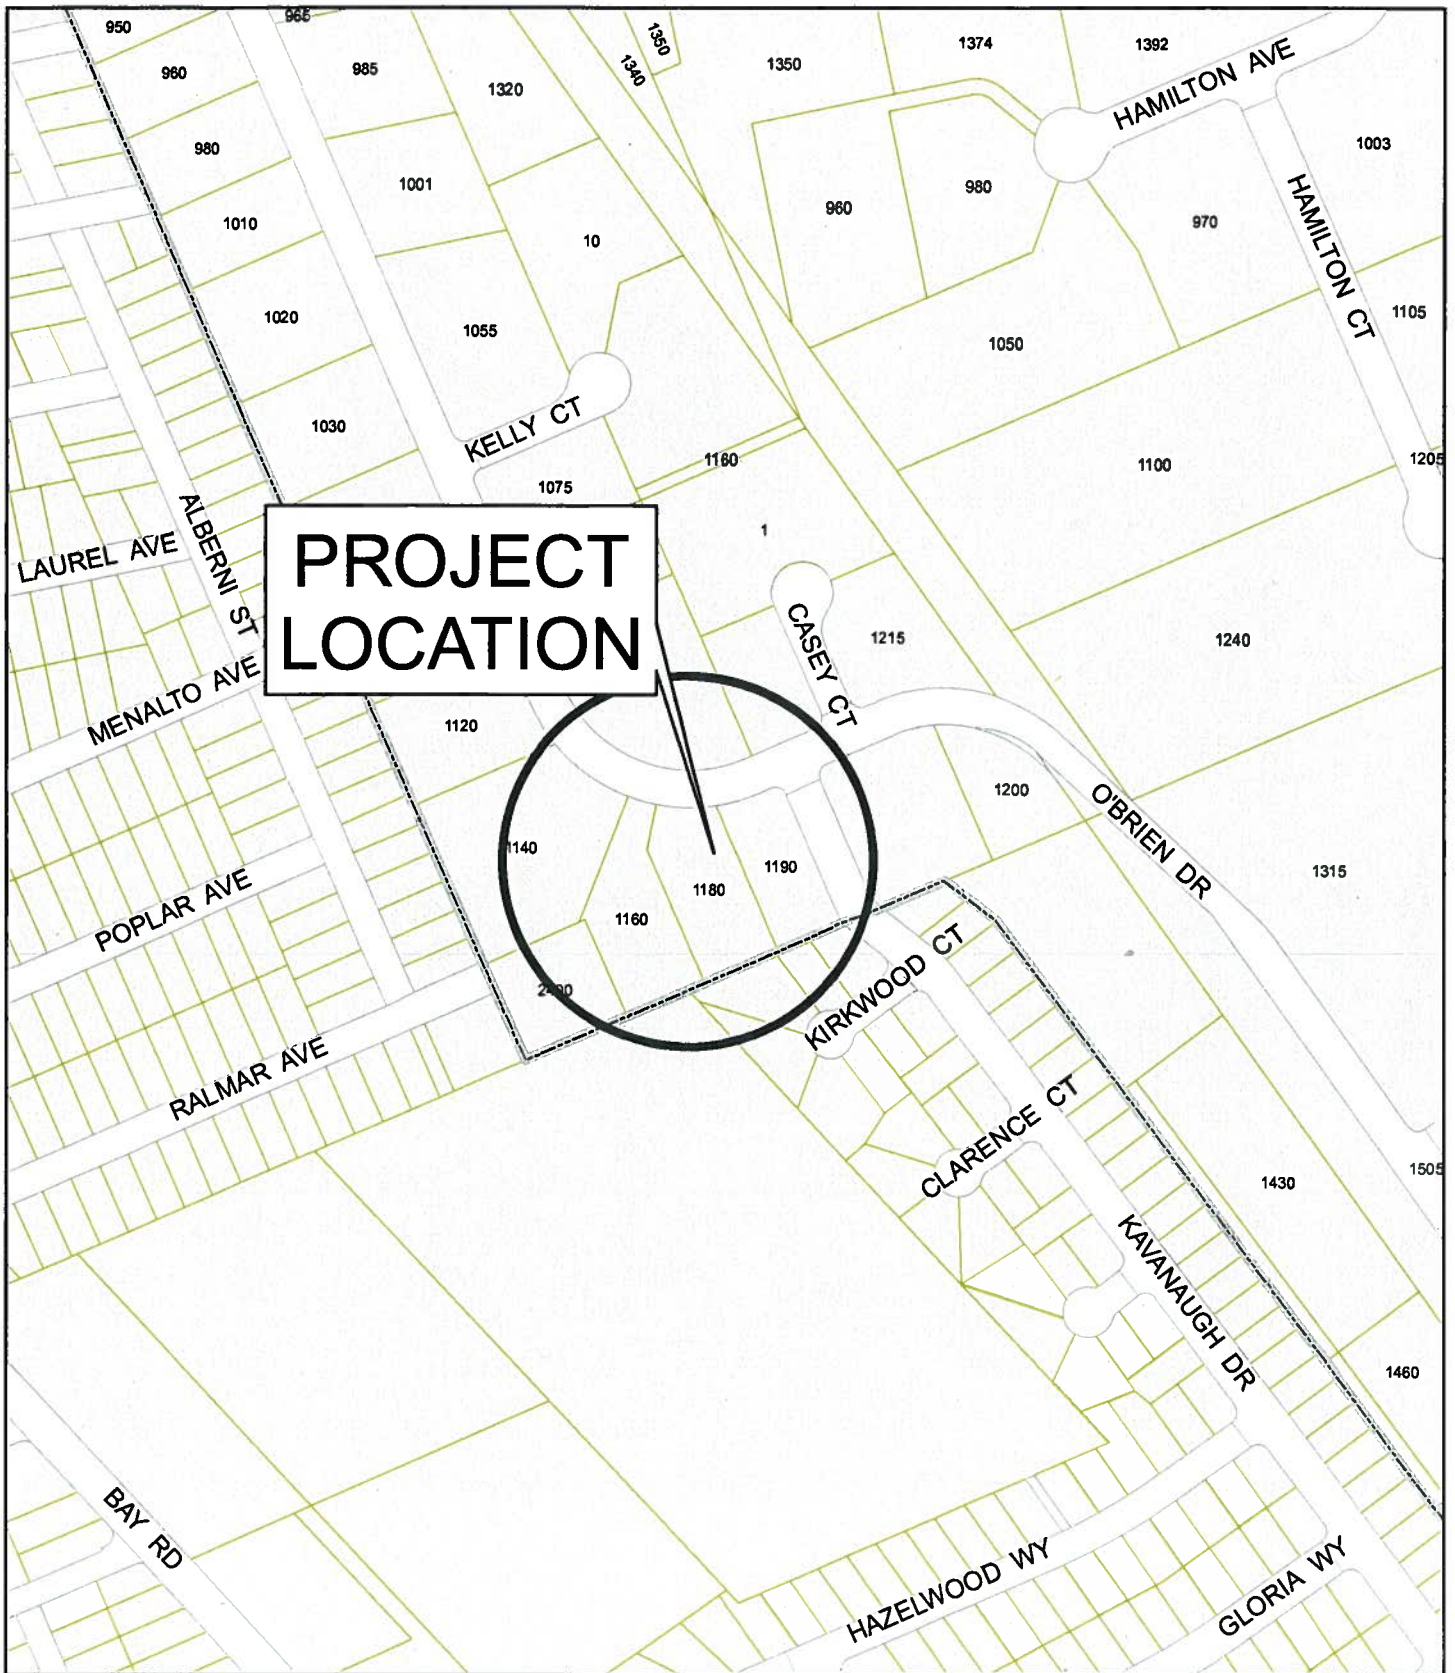 950
965
960
985
1320
1340
1350
1350
1374
1392
HAMILTON AVE
980
1001
1010
10
960
980
970
1003
HAMILTON CT
1020
1055
1050
1105
1030
KELLY CT
1160
1100
1205
1075
1
ALBERNI ST
LAUREL AVE
PROJECT
LOCATION
CASEY CT
1215
1240
MENALTO AVE
1120
1200
O'BRIEN DR
1140
1190
1180
1315
POPLAR AVE
1160
KIRKWOOD CT
RALMAR AVE
CLARENCE CT
1430
1505
KAVANAUGH DR
1460
BAY RD
HAZELWOOD WY
GLORIA WY